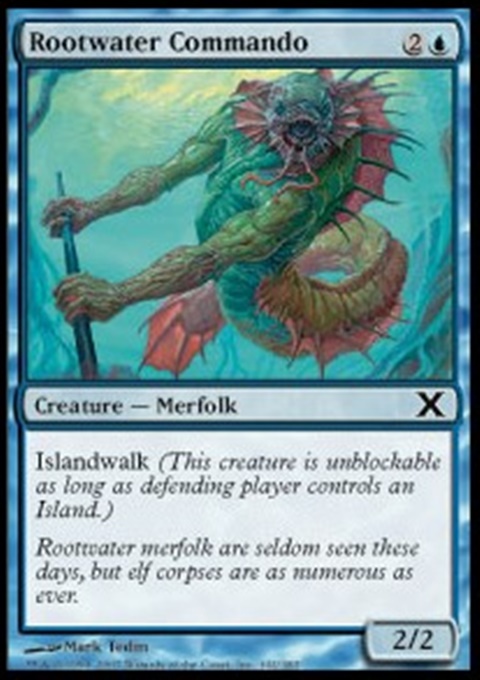 Rootwater Commando 2
Creature — Merfolk X
Islandwalk (This creature is unblockable
as long as defending player controls an
Island.)
Rootwater merfolk are seldom seen these
days, but elf corpses are as numerous as
ever.
Mark Tedin
2/2